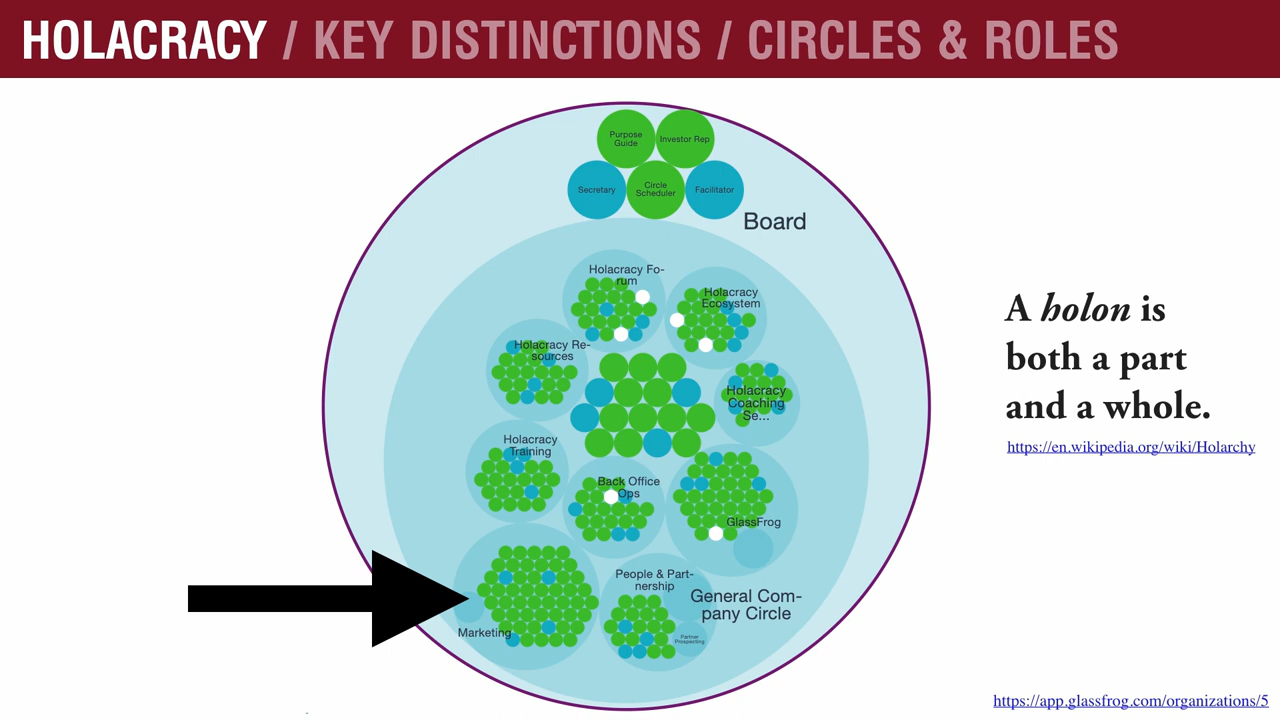 HOLACRACY / KEY DISTINCTIONS / CIRCLES & ROLES
Purpose
Guide
Investor Rep
Secretary
Circle
Scheduler
Facilitator
Board
Holacracy Fo-
rum
Holacracy
Ecosystem
Holacracy Re-
sources
Holacracy
Coaching
Se...
Holacracy
Training
Back Office
Ops
GlassFrog
People & Part-
nership
General Com-
pany Circle
Marketing
Partner
Prospecting
A holon is
both a part
and a whole.
https://en.wikipedia.org/wiki/Holarchy
https://app.glassfrog.com/organizations/5